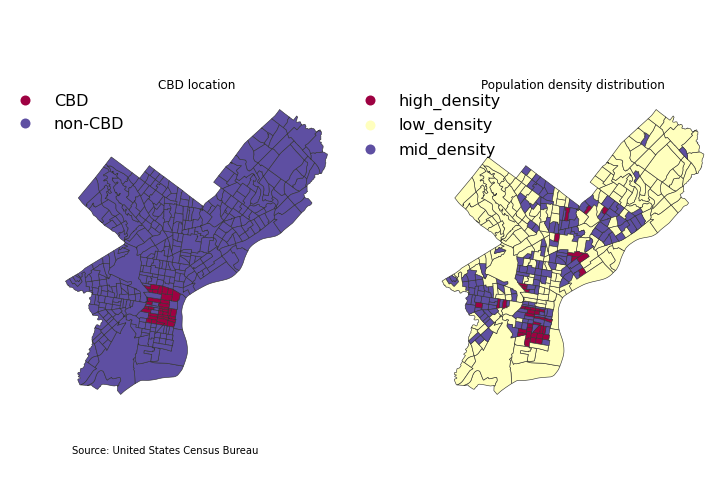 CBD location
CBD
non-CBD
Population density distribution
high_density
low_density
mid_density
Source: United States Census Bureau